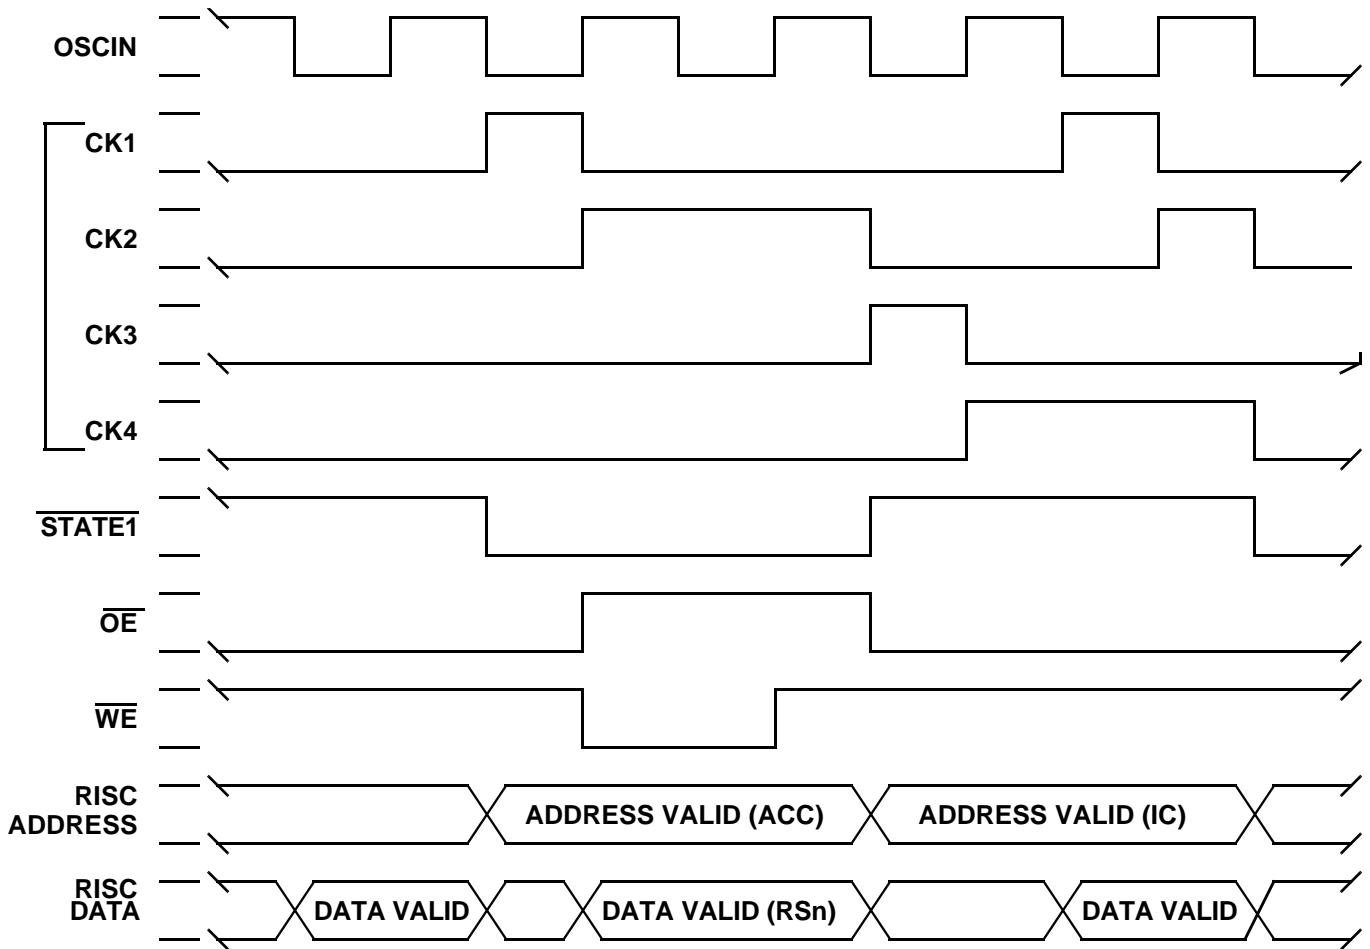 OSCIN
CK1
CK2
CK3
CK4
STATE1
OE
WE
RISC
ADDRESS
ADDRESS VALID (ACC)
ADDRESS VALID (IC)
RISC
DATA
DATA VALID
DATA VALID (RSn)
DATA VALID